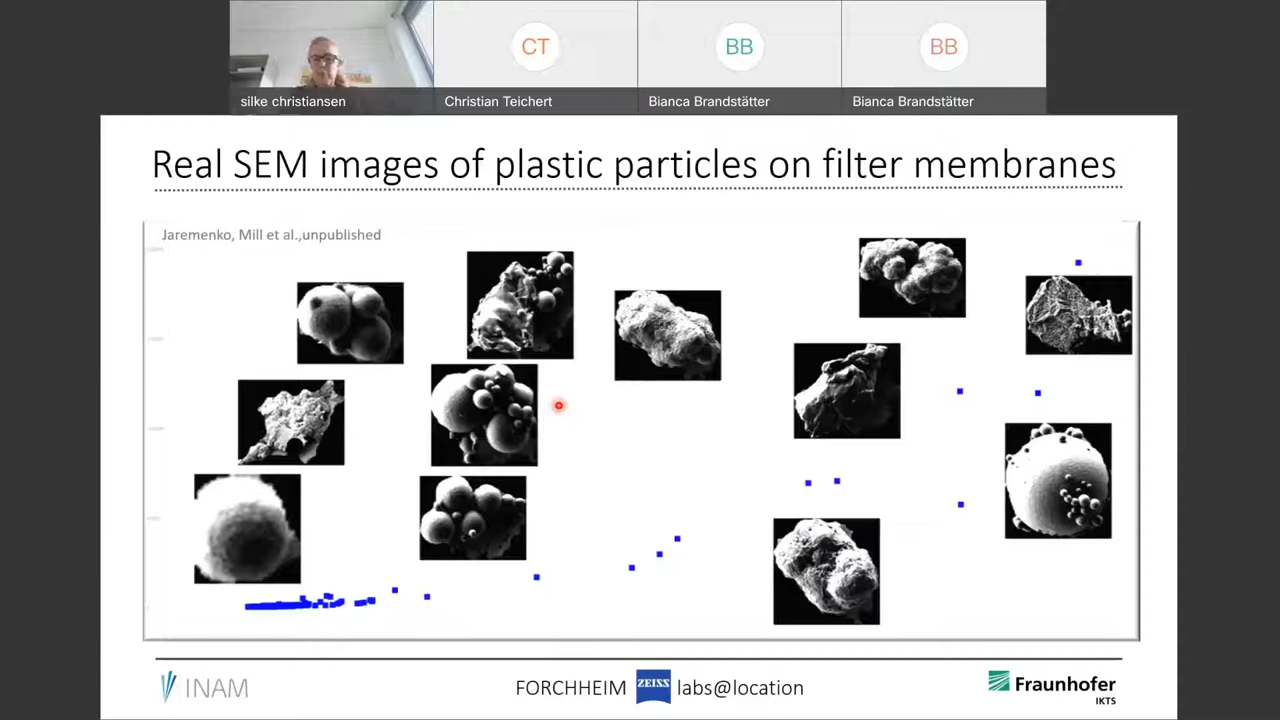 CT
BB
BB
silke christiansen
Christian Teichert
Bianca Brandstätter
Bianca Brandstätter
Real SEM images of plastic particles on filter membranes
Jaremenko, Mill et al.,unpublished
INAM
FORCHHEIM ZEISS labs@location
Fraunhofer
IKTS